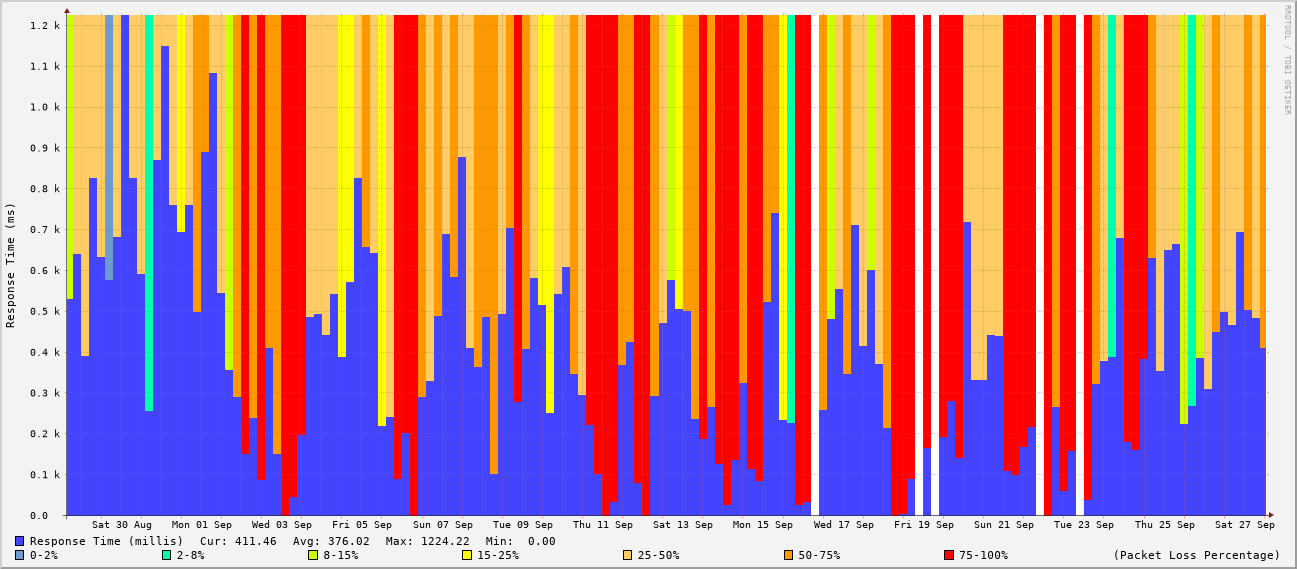 1.2 k
1.1 k
1.0 k
0.9 k
0.8 k
0.7 k
0.6 k
0.5 k
0.4 k
0.3 k
0.2 k
0.1 k
0.0
Response Time (ms)
RRDTOOL / TOBI OETIKER
Sat 30 Aug Mon 01 Sep Wed 03 Sep Fri 05 Sep Sun 07 Sep Tue 09 Sep Thu 11 Sep Sat 13 Sep Mon 15 Sep Wed 17 Sep Fri 19 Sep Sun 21 Sep Tue 23 Sep Thu 25 Sep Sat 27 Sep
Response Time (millis) Cur: 411.46 Avg: 376.02 Max: 1224.22 Min: 0.00
0-2% 2-8% 8-15% 15-25% 25-50% 50-75% 75-100% (Packet Loss Percentage)